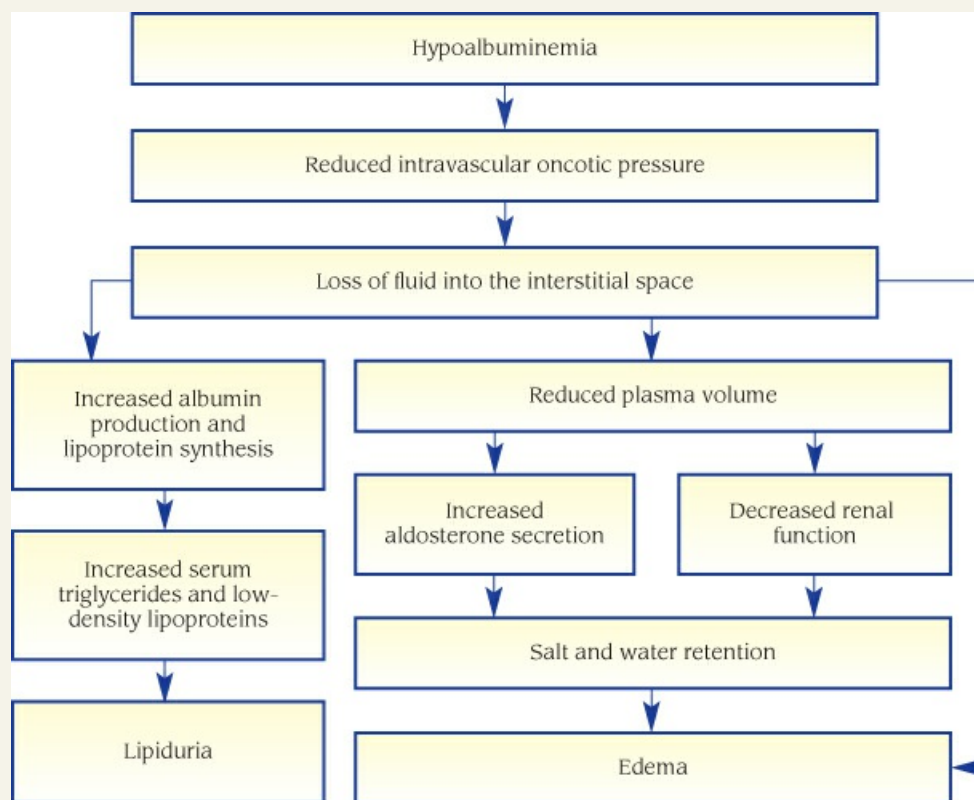 Hypoalbuminemia
Reduced intravascular oncotic pressure
Loss of fluid into the interstitial space
Increased albumin
production and
lipoprotein synthesis
Reduced plasma volume
Increased
aldosterone secretion
Decreased renal
function
Increased serum
triglycerides and low-
density lipoproteins
Salt and water retention
Lipiduria
Edema